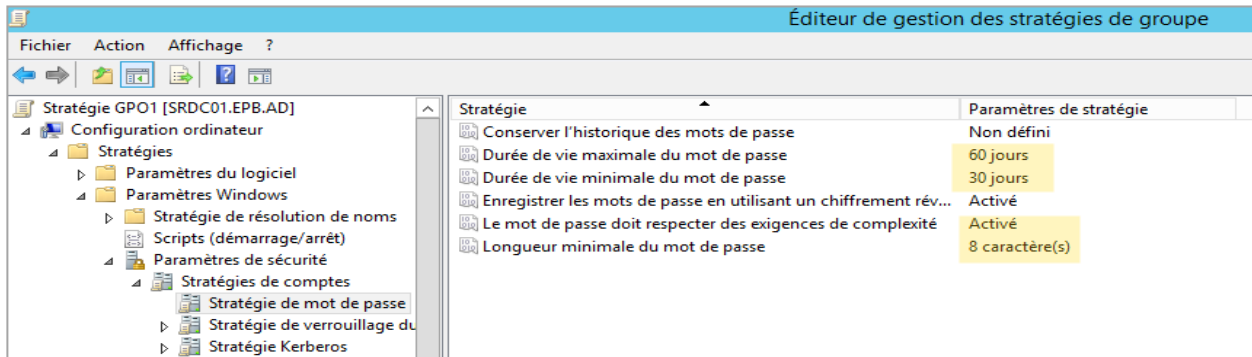 Éditeur de gestion des stratégies de groupe
Fichier Action Affichage ?
Stratégie GPO1 [SRDC01.EPB.AD]
Configuration ordinateur
Stratégies
Paramètres du logiciel
Paramètres Windows
Stratégie de résolution de noms
Scripts (démarrage/arrêt)
Paramètres de sécurité
Stratégies de comptes
Stratégie de mot de passe
Stratégie de verrouillage du
Stratégie Kerberos
Stratégie Paramètres de stratégie
Conserver l'historique des mots de passe Non défini
Durée de vie maximale du mot de passe 60 jours
Durée de vie minimale du mot de passe 30 jours
Enregistrer les mots de passe en utilisant un chiffrement rév... Activé
Le mot de passe doit respecter des exigences de complexité Activé
Longueur minimale du mot de passe 8 caractère(s)